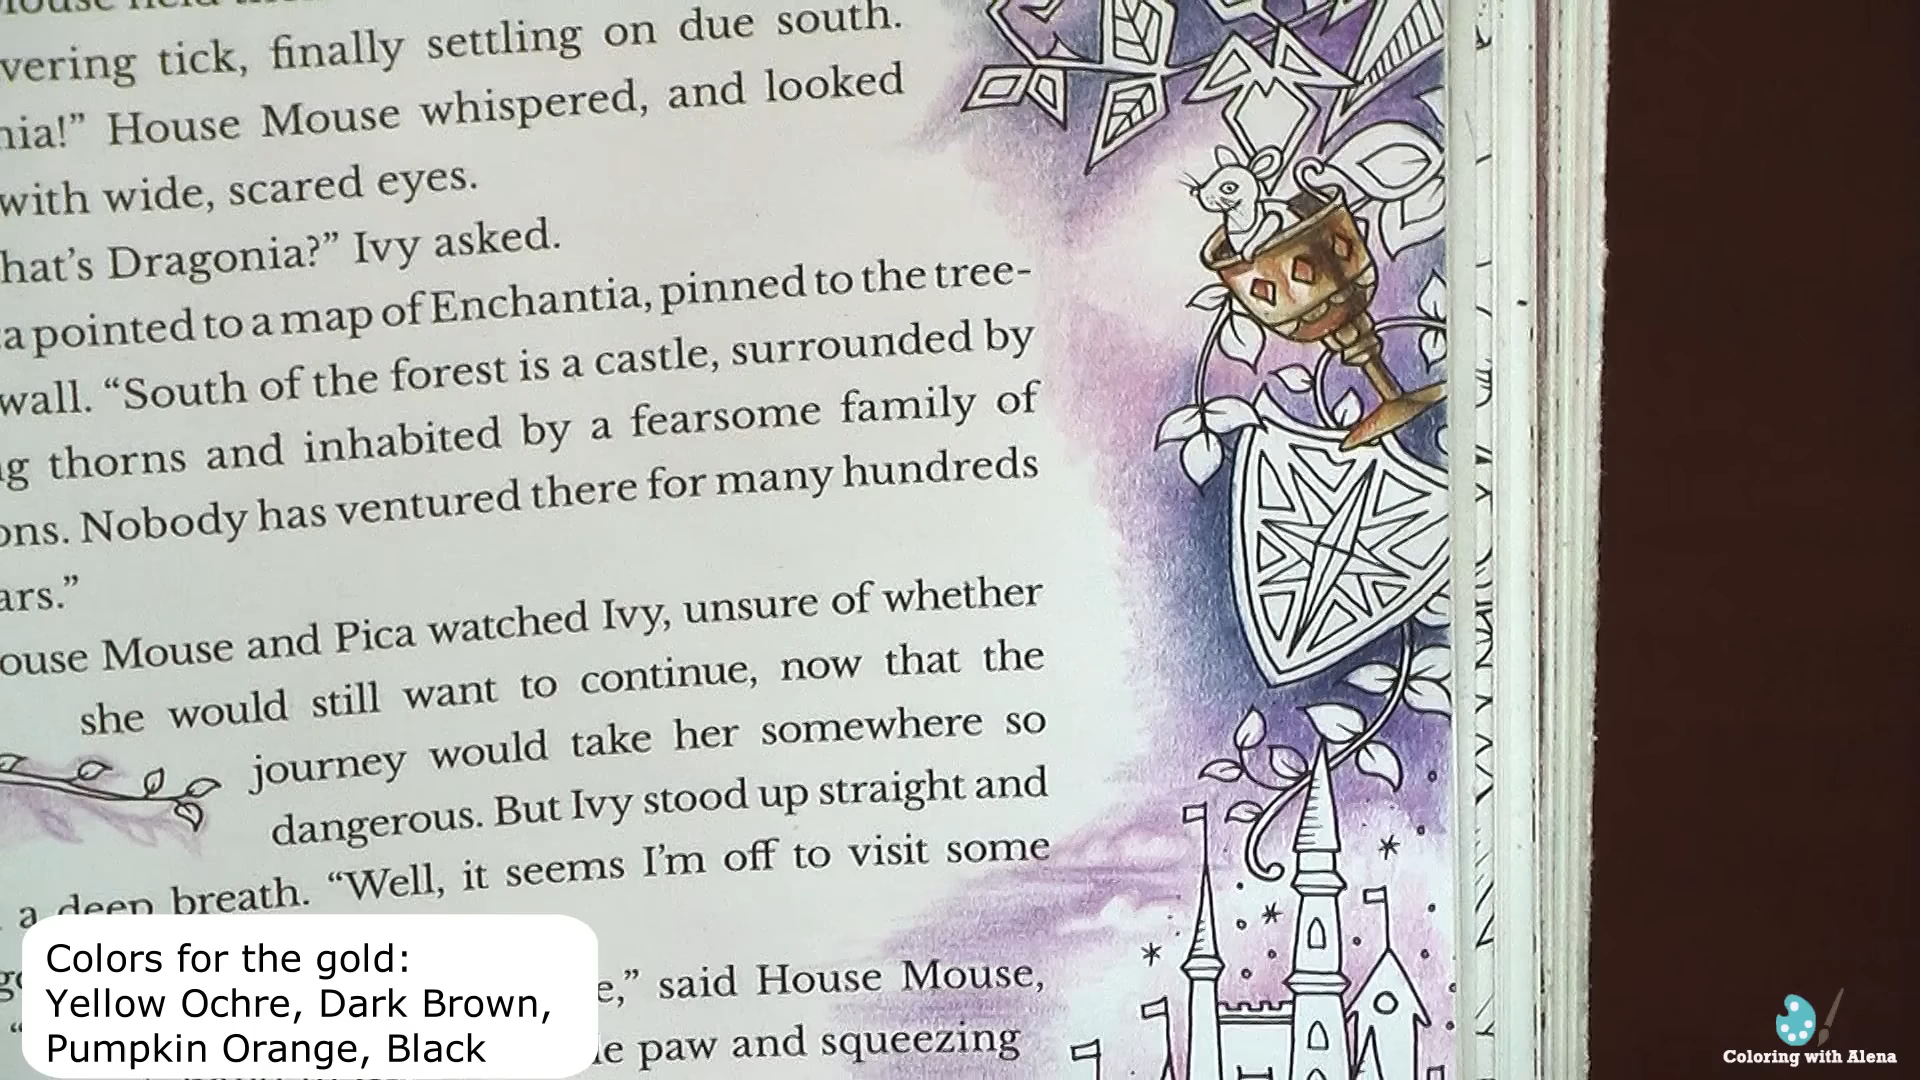 vering tick, finally settling on due south.
nia!” House Mouse whispered, and looked
with wide, scared eyes.
hat’s Dragonia?” Ivy asked.
a pointed to a map of Enchantia, pinned to the tree-
wall. “South of the forest is a castle, surrounded by
g thorns and inhabited by a fearsome family of
ons. Nobody has ventured there for many hundreds
ars.”
ouse Mouse and Pica watched Ivy, unsure of whether
she would still want to continue, now that the
journey would take her somewhere so
dangerous. But Ivy stood up straight and
a deep breath. “Well, it seems I’m off to visit some
e,” said House Mouse,
le paw and squeezing
Colors for the gold:
Yellow Ochre, Dark Brown,
Pumpkin Orange, Black
Coloring with Alena